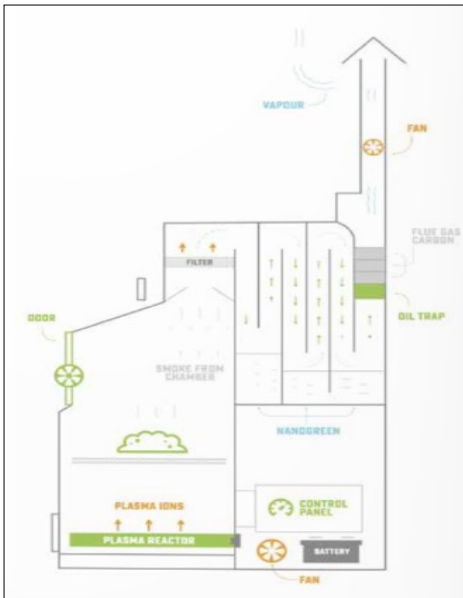 VAPOUR
FAN
FLUE GAS
CARBON
FILTER
DOOR
OIL TRAP
SMOKE FROM
CHAMBER
NANOGREEN
PLASMA IONS
CONTROL
PANEL
PLASMA REACTOR
BATTERY
FAN